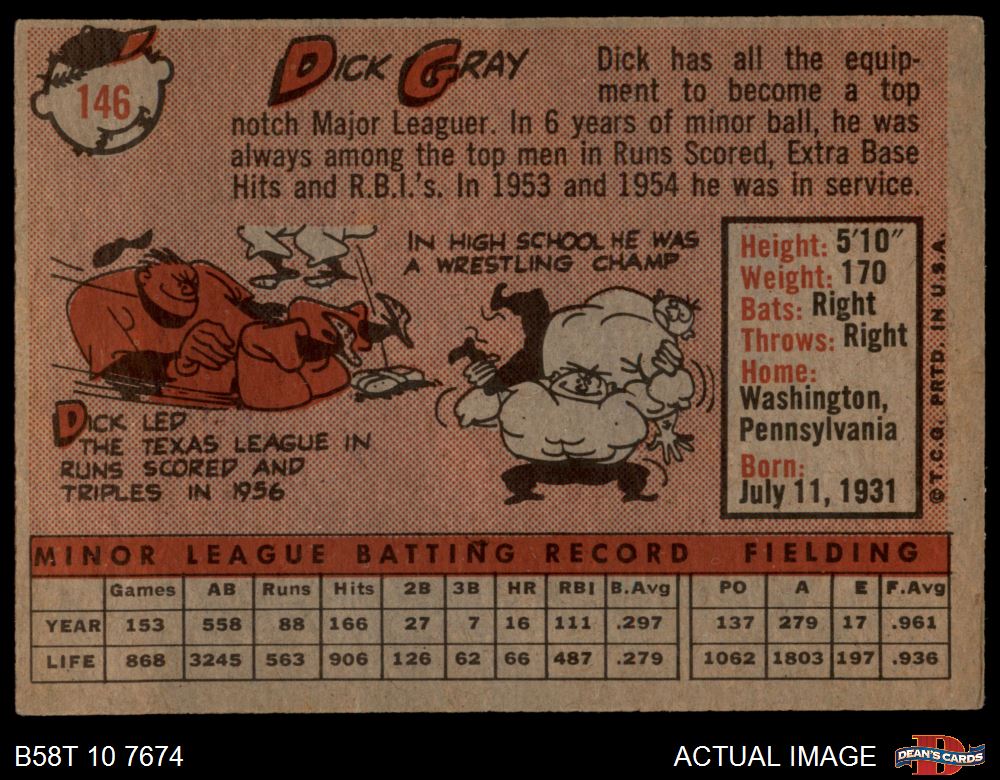 146
DICK GRAY
Dick has all the equip-
ment to become a top
notch Major Leaguer. In 6 years of minor ball, he was
always among the top men in Runs Scored, Extra Base
Hits and R.B.I.'s. In 1953 and 1954 he was in service.
IN HIGH SCHOOL HE WAS
A WRESTLING CHAMP
DICK LED
THE TEXAS LEAGUE IN
RUNS SCORED AND
TRIPLES IN 1956
Height: 5'10"
Weight: 170
Bats: Right
Throws: Right
Home:
Washington,
Pennsylvania
Born:
July 11, 1931
© T.C.G. PRTD. IN U.S.A.
MINOR LEAGUE BATTING RECORD FIELDING
Games AB Runs Hits 2B 3B HR RBI B.Avg PO A E F.Avg
YEAR 153 558 88 166 27 7 16 111 .297 137 279 17 .961
LIFE 868 3245 563 906 126 62 66 487 .279 1062 1803 197 .936
B58T 10 7674 ACTUAL IMAGE DEAN'S CARDS